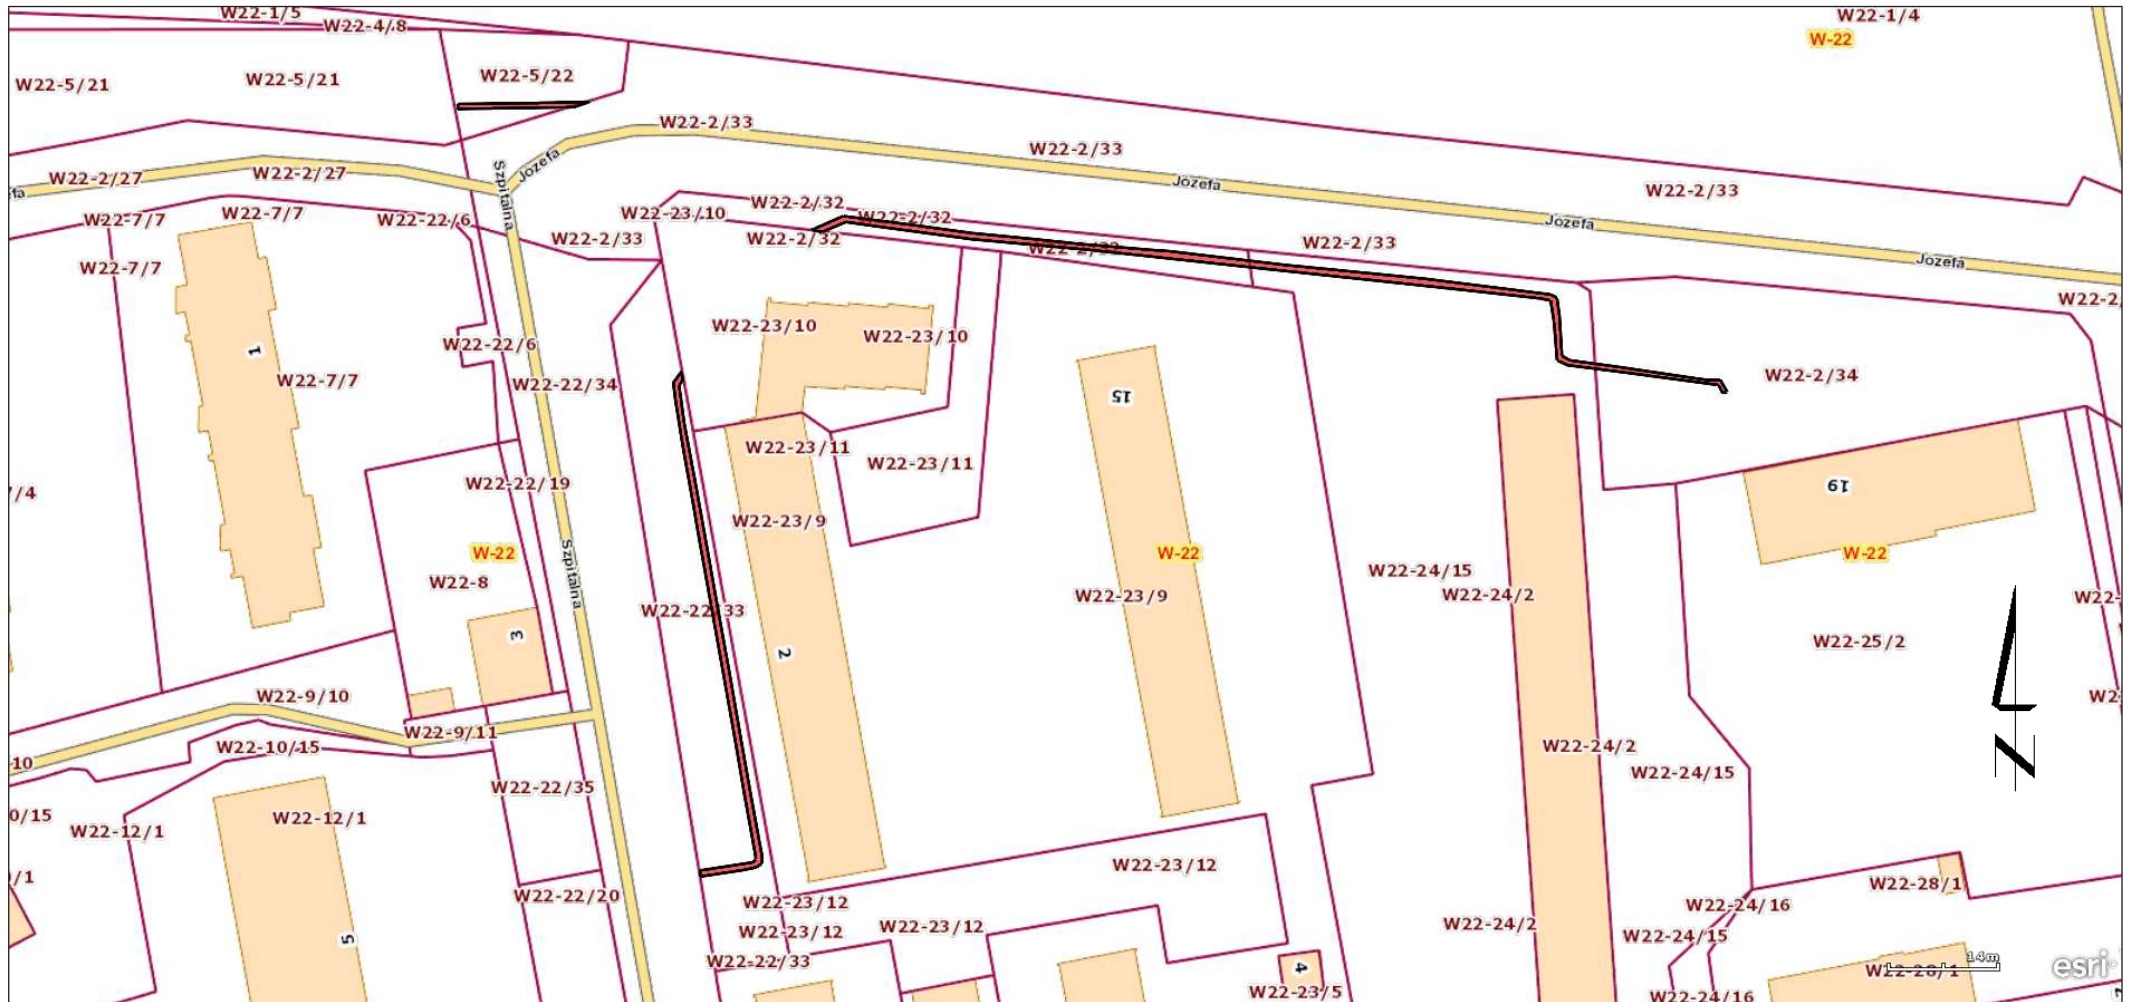 W22-1/5
W22-4/8
W22-1/4
W-22
W22-5/21
W22-5/21
W22-5/22
W22-2/33
W22-2/33
Józefa
W22-2/27
W22-2/27
Szpitalna
Józefa
W22-2/33
fa
W22-7/7
W22-7/7
W22-22/6
W22-23/10
W22-2/32
W22-2/32
Józefa
W22-2/33
W22-2/32
W22-2/33
W22-7/7
Józefa
W22-2/
W22-23/10
W22-23/10
1
W22-22/6
W22-7/7
W22-22/34
15
W22-2/34
W22-23/11
W22-23/11
W22-22/19
/4
19
W22-23/9
W-22
Szpitalna
W-22
W-22
W22-8
W22-24/15
W22-24/2
W22-23/9
W22-22/33
W22-
3
2
W22-25/2
W22-9/10
W2
W22-9/11
W22-10/15
W22-24/2
N
10
W22-24/15
W22-22/35
0/15
W22-12/1
W22-12/1
W22-23/12
/1
W22-28/1
W22-22/20
W22-23/12
W22-24/16
W22-23/12
W22-23/12
W22-24/2
W22-24/15
5
W22-22/33
4
14m
esri
W22-28/1
W22-23/5
W22-24/16